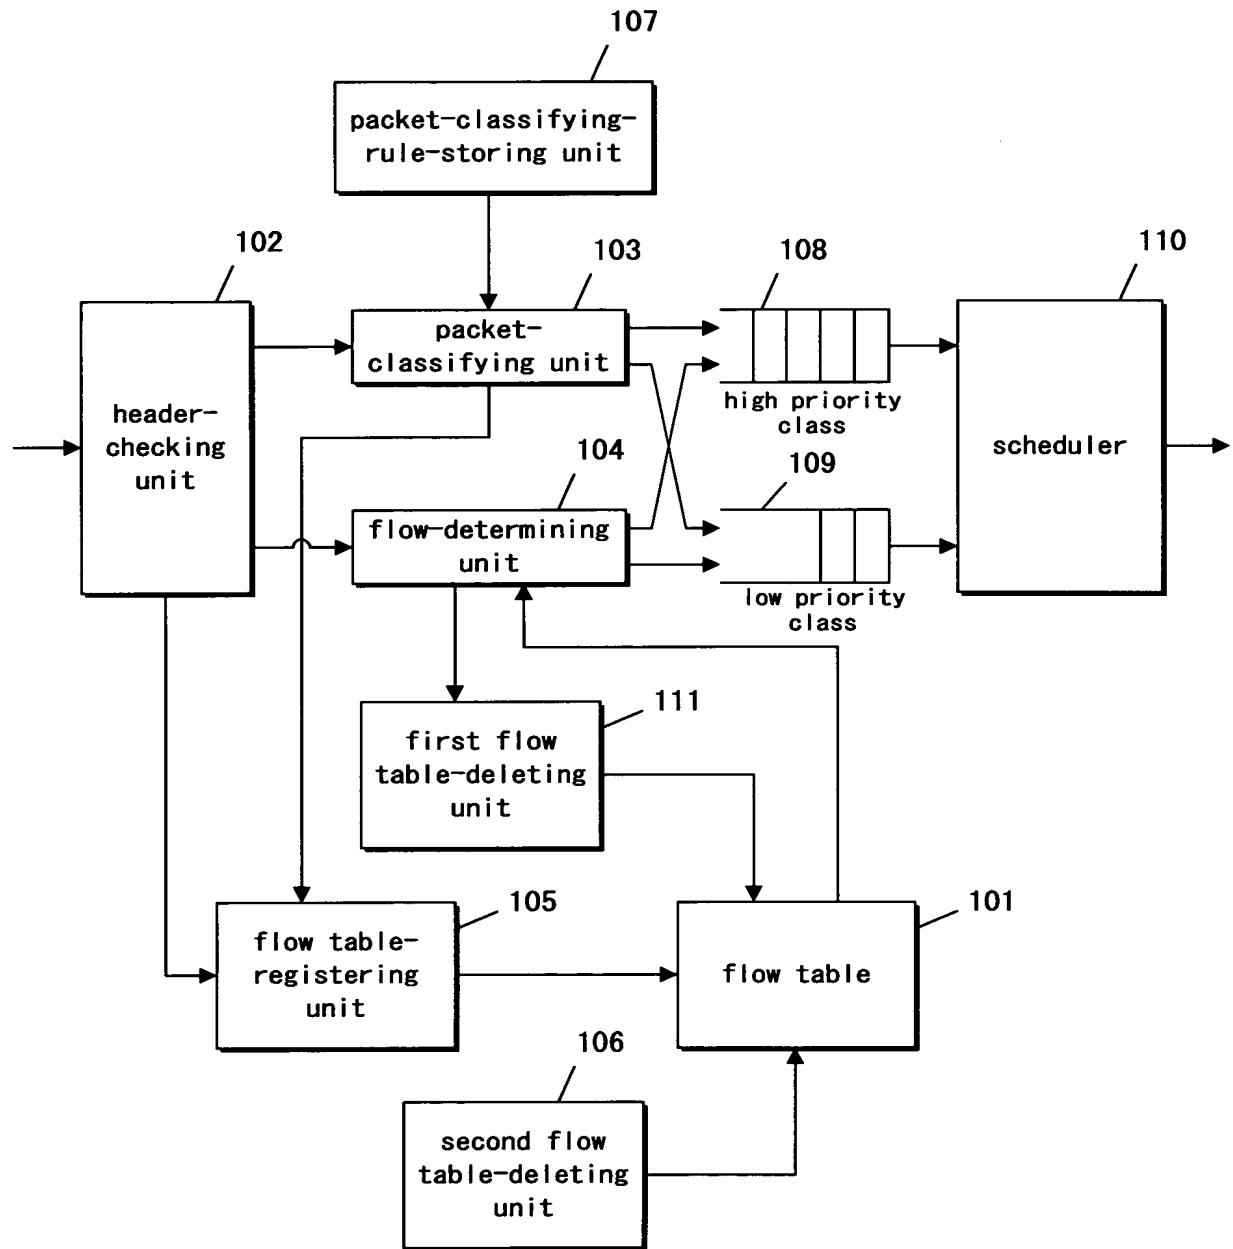 107
packet-classifying-
rule-storing unit
102
103
108
110
packet-
classifying unit
header-
checking
unit
high priority
class
scheduler
104
109
flow-determining
unit
low priority
class
111
first flow
table-deleting
unit
105
101
flow table-
registering
unit
flow table
106
second flow
table-deleting
unit